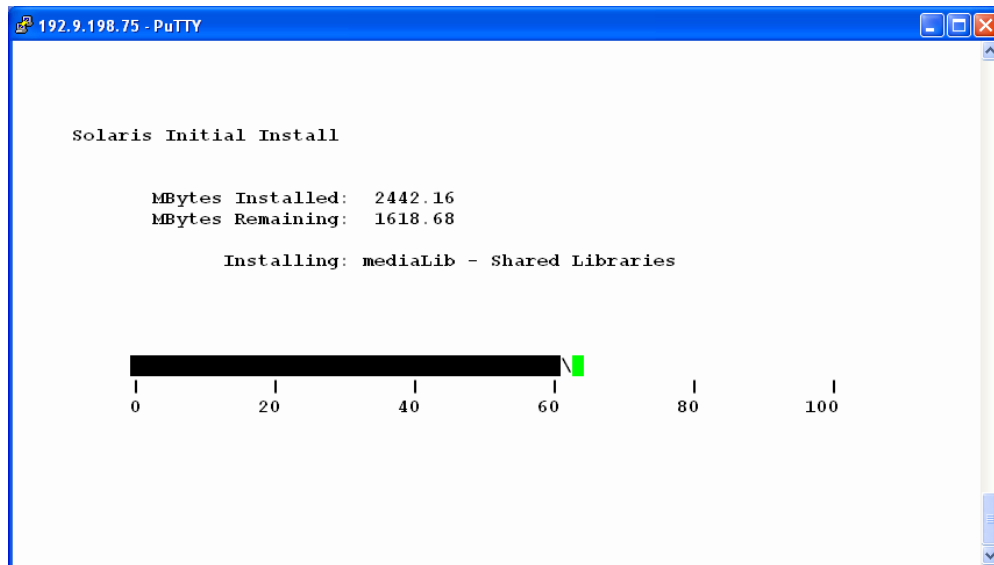 192.9.198.75 - PuTTY
Solaris Initial Install
MBytes Installed: 2442.16
MBytes Remaining: 1618.68
Installing: mediaLib - Shared Libraries
\
0 20 40 60 80 100